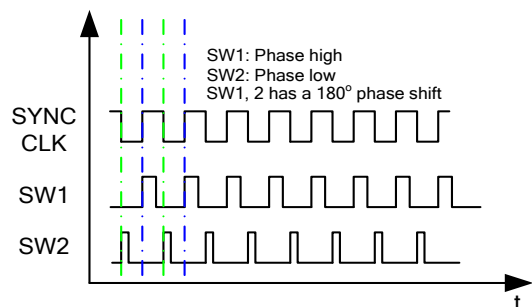 SW1: Phase high
SW2: Phase low
SW1, 2 has a 180° phase shift
SYNC
CLK
SW1
SW2
t